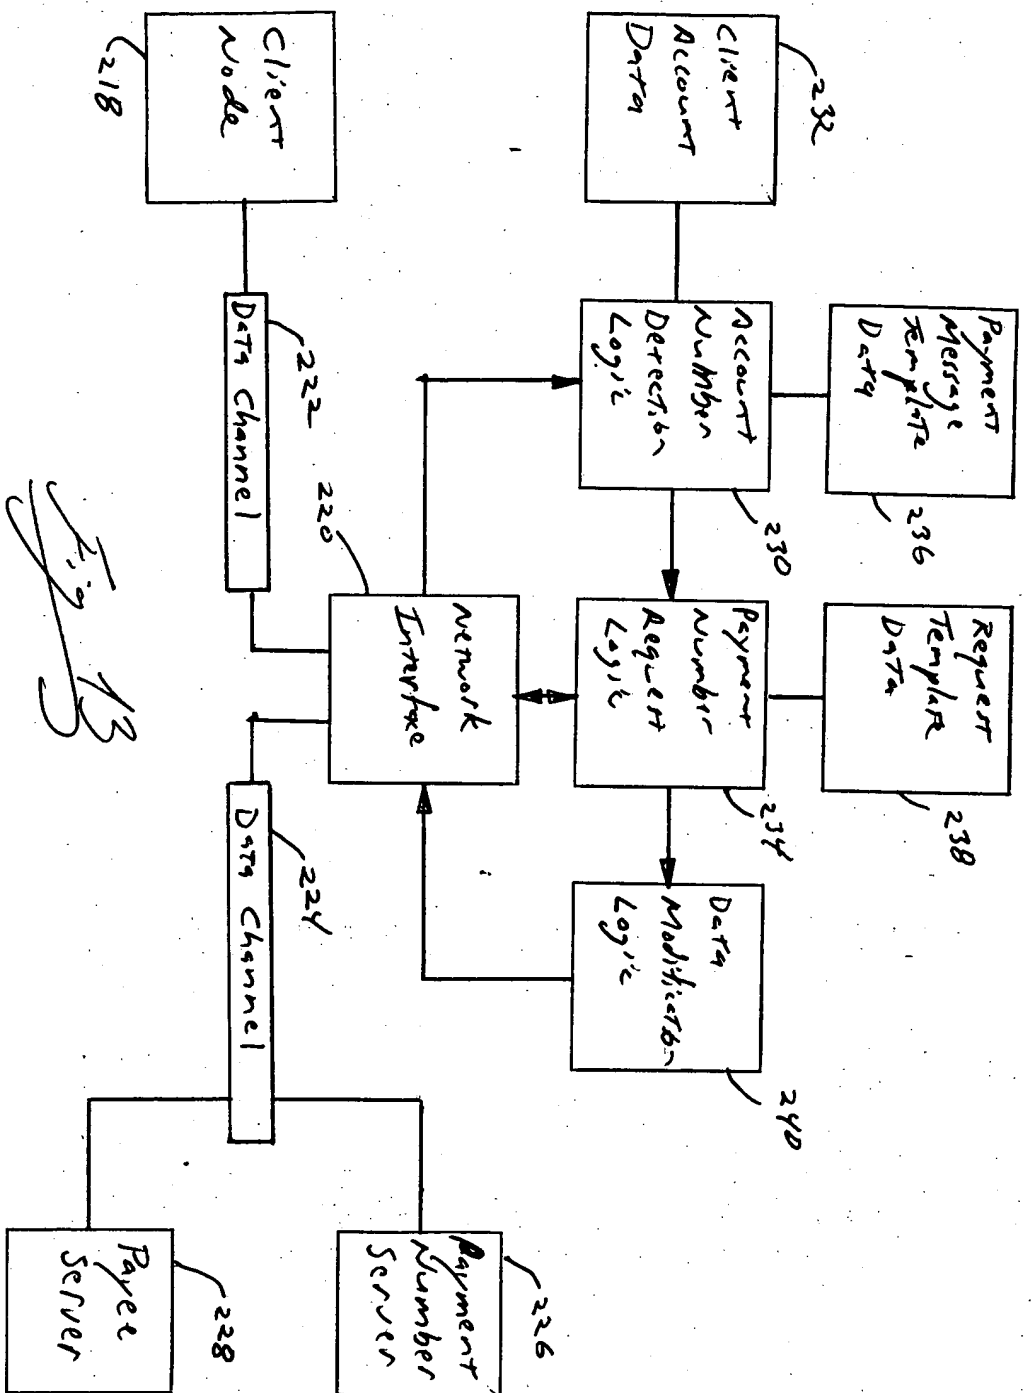 Payment
Message
Template
Data
236
Request
Template
Data
238
Client
Account
Data
232
Account
Number
Detection
Logic
230
Payment
Number
Request
Logic
234
Data
Modification
Logic
240
Network
Interface
220
Client
Node
218
Data Channel
222
Data Channel
224
Payment
Number
Server
226
Payee
Server
228
Fig 13